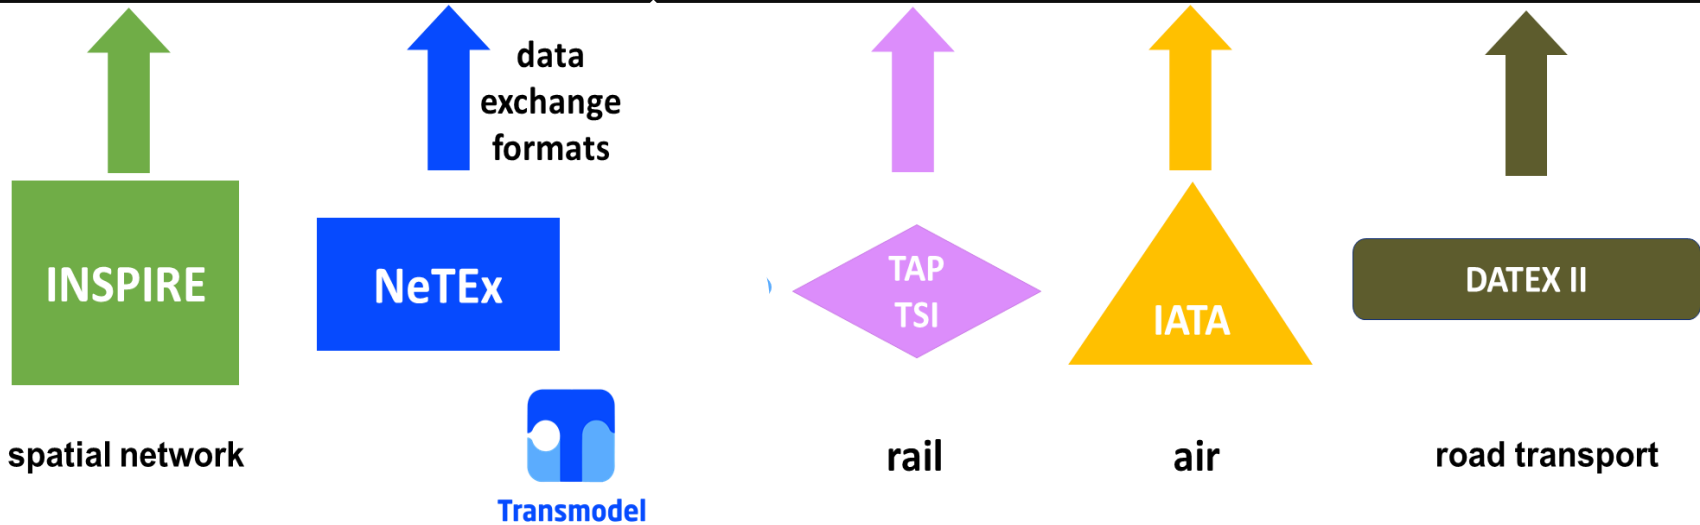 data
exchange
formats
INSPIRE
NeTEx
TAP
TSI
IATA
DATEX II
spatial network
rail
air
road transport
Transmodel